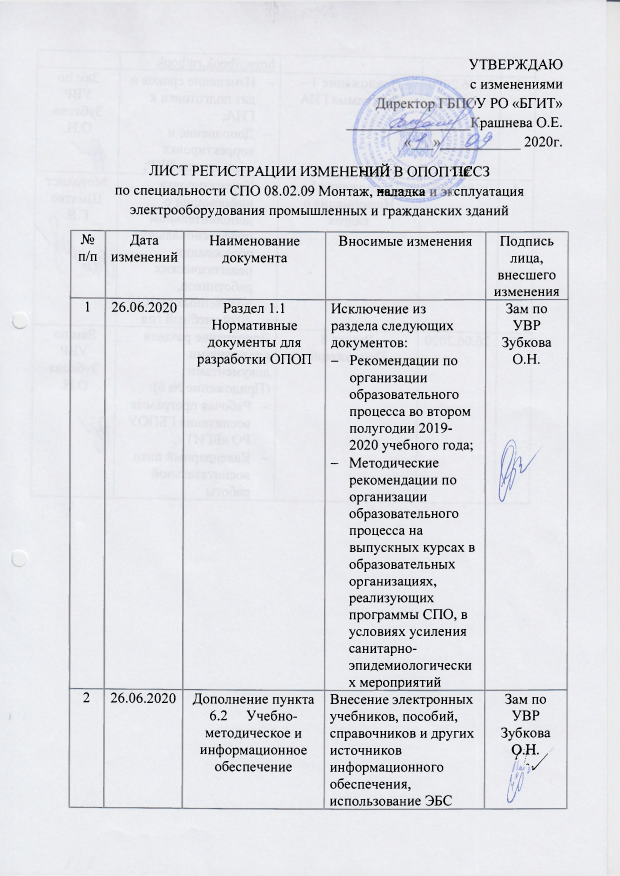 УТВЕРЖДАЮ
с изменениями
Директор ГБПОУ РО «БГИТ»
Крашнева О.Е.
«1» 09 2020г.
ЛИСТ РЕГИСТРАЦИИ ИЗМЕНЕНИЙ В ОПОП ПССЗ
по специальности СПО 08.02.09 Монтаж, наладка и эксплуатация
электрооборудования промышленных и гражданских зданий
№ п/п
Дата изменений
Наименование документа
Вносимые изменения
Подпись лица, внесшего изменения
1
26.06.2020
Раздел 1.1
Нормативные
документы для
разработки ОПОП
Исключение из
раздела следующих
документов:
– Рекомендации по
организации
образовательного
процесса во втором
полугодии 2019-
2020 учебного года;
– Методические
рекомендации по
организации
образовательного
процесса на
выпускных курсах в
образовательных
организациях,
реализующих
программы СПО, в
условиях усиления
санитарно-
эпидемиологически
х мероприятий
Зам по
УВР
Зубкова
О.Н.
2
26.06.2020
Дополнение пункта
6.2 Учебно-
методическое и
информационное
обеспечение
Внесение электронных
учебников, пособий,
справочников и других
источников
информационного
обеспечения,
использование ЭБС
Зам по
УВР
Зубкова
О.Н.